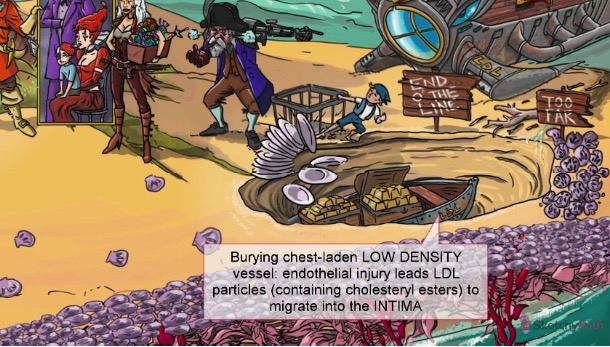 LDL
END
O' THE
LINE
TOO
FAR
Burying chest-laden LOW DENSITY
vessel: endothelial injury leads LDL
particles (containing cholesteryl esters) to
migrate into the INTIMA